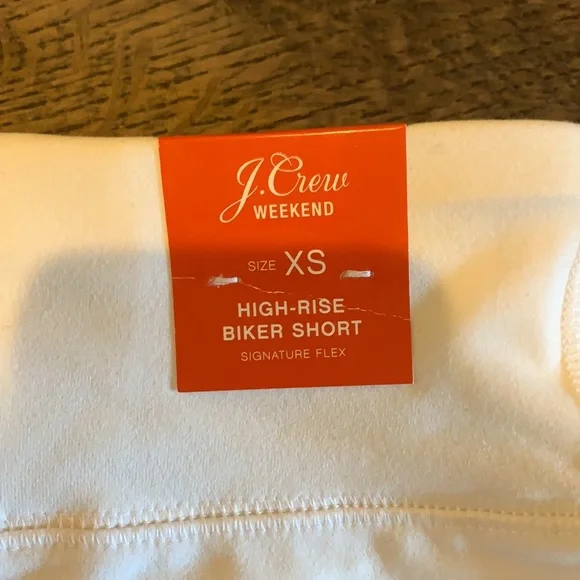 J.Crew
WEEKEND
SIZE XS
HIGH-RISE
BIKER SHORT
SIGNATURE FLEX